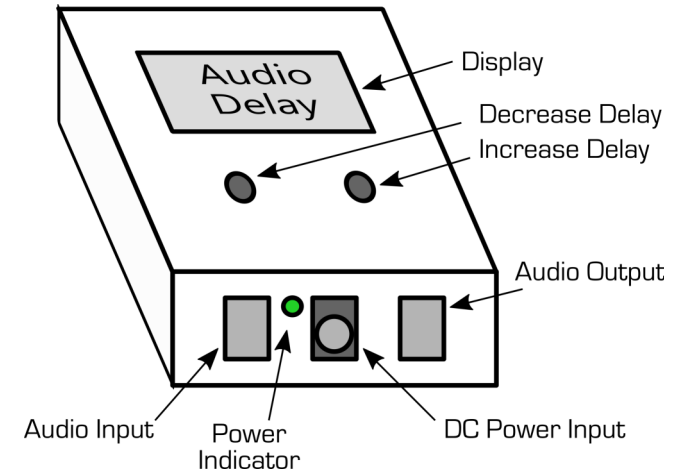 Audio
Delay
Display
Decrease Delay
Increase Delay
Audio Output
Audio Input
Power
Indicator
DC Power Input